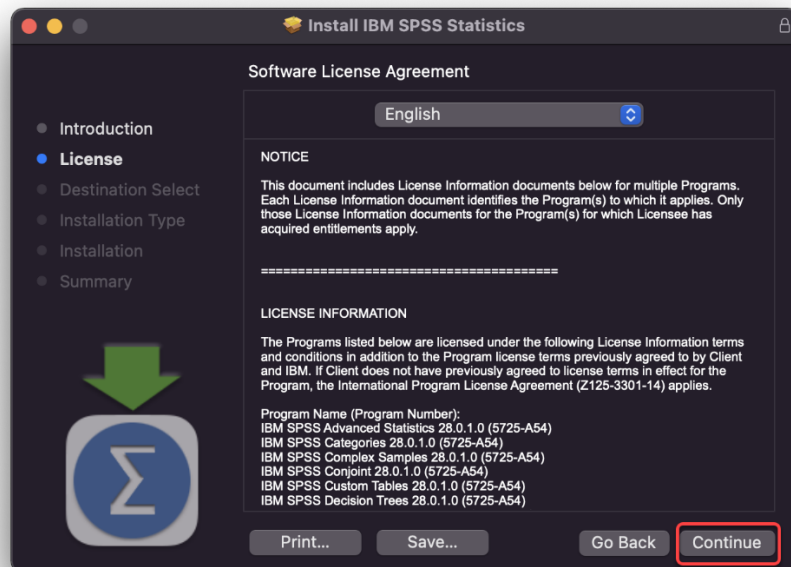 Install IBM SPSS Statistics
Software License Agreement
Introduction
License
Destination Select
Installation Type
Installation
Summary
English
NOTICE
This document includes License Information documents below for multiple Programs.
Each License Information document identifies the Program(s) to which it applies. Only
those License Information documents for the Program(s) for which Licensee has
acquired entitlements apply.
========================================
LICENSE INFORMATION
The Programs listed below are licensed under the following License Information terms
and conditions in addition to the Program license terms previously agreed to by Client
and IBM. If Client does not have previously agreed to license terms in effect for the
Program, the International Program License Agreement (Z125-3301-14) applies.
Program Name (Program Number):
IBM SPSS Advanced Statistics 28.0.1.0 (5725-A54)
IBM SPSS Categories 28.0.1.0 (5725-A54)
IBM SPSS Complex Samples 28.0.1.0 (5725-A54)
IBM SPSS Conjoint 28.0.1.0 (5725-A54)
IBM SPSS Custom Tables 28.0.1.0 (5725-A54)
IBM SPSS Decision Trees 28.0.1.0 (5725-A54)
Σ
Print...
Save...
Go Back
Continue